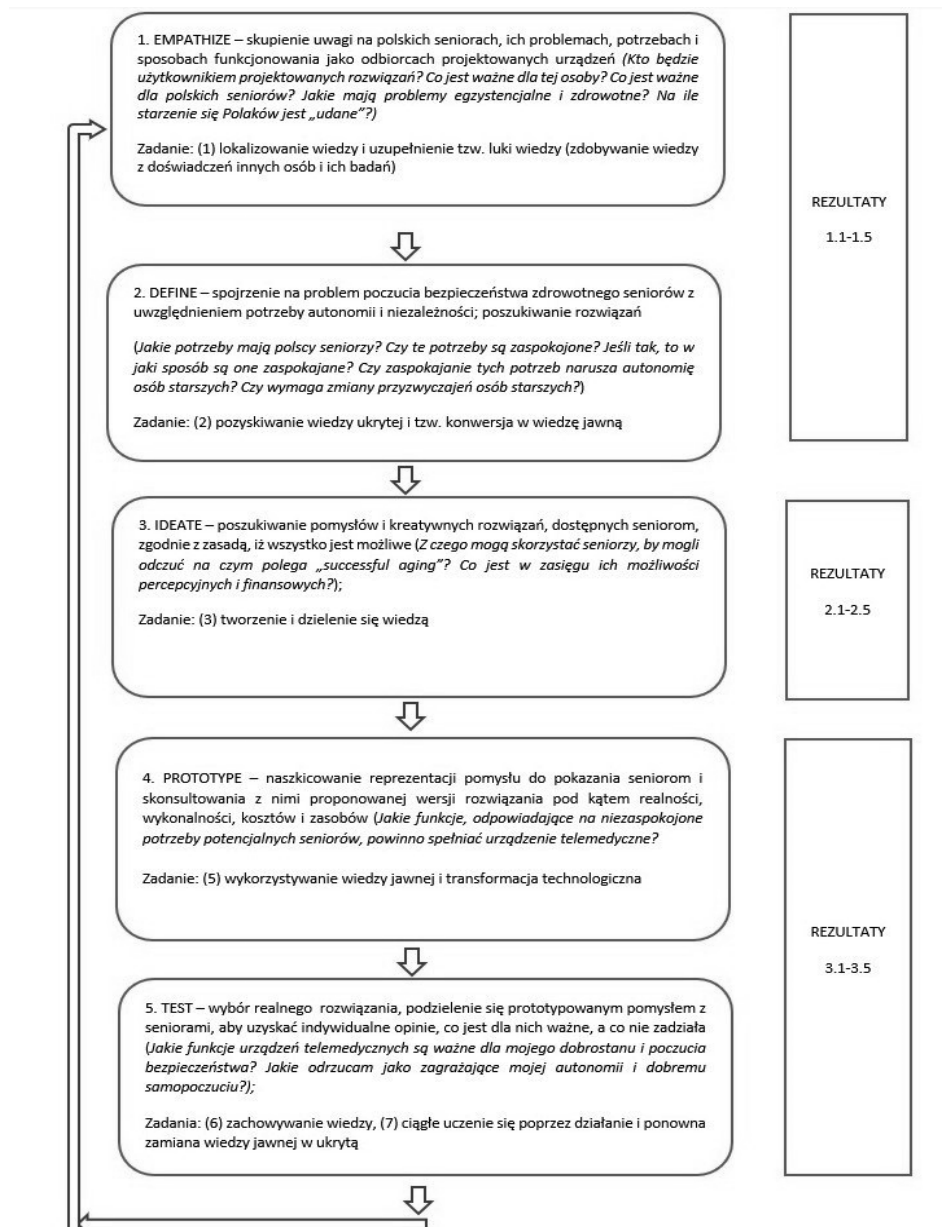 1. EMPATHIZE – skupienie uwagi na polskich seniorach, ich problemach, potrzebach i
sposobach funkcjonowania jako odbiorcach projektowanych urządzeń (Kto będzie
użytkownikiem projektowanych rozwiązań? Co jest ważne dla tej osoby? Co jest ważne
dla polskich seniorów? Jakie mają problemy egzystencjalne i zdrowotne? Na ile
starzenie się Polaków jest „udane”?)
Zadanie: (1) lokalizowanie wiedzy i uzupełnienie tzw. luki wiedzy (zdobywanie wiedzy
z doświadczeń innych osób i ich badań)
REZULTATY
1.1-1.5
2. DEFINE – spojrzenie na problem poczucia bezpieczeństwa zdrowotnego seniorów z
uwzględnieniem potrzeby autonomii i niezależności; poszukiwanie rozwiązań
(Jakie potrzeby mają polscy seniorzy? Czy te potrzeby są zaspokojone? Jeśli tak, to w
jaki sposób są one zaspokajane? Czy zaspokajanie tych potrzeb narusza autonomię
osób starszych? Czy wymaga zmiany przyzwyczajeń osób starszych?)
Zadanie: (2) pozyskiwanie wiedzy ukrytej i tzw. konwersja w wiedzę jawną
3. IDEATE – poszukiwanie pomysłów i kreatywnych rozwiązań, dostępnych seniorom,
zgodnie z zasadą, iż wszystko jest możliwe (Z czego mogą skorzystać seniorzy, by mogli
odczuć na czym polega „successful aging”? Co jest w zasięgu ich możliwości
percepcyjnych i finansowych?);
Zadanie: (3) tworzenie i dzielenie się wiedzą
REZULTATY
2.1-2.5
4. PROTOTYPE – naszkicowanie reprezentacji pomysłu do pokazania seniorom i
skonsultowania z nimi proponowanej wersji rozwiązania pod kątem realności,
wykonalności, kosztów i zasobów (Jakie funkcje, odpowiadające na niezaspokojone
potrzeby potencjalnych seniorów, powinno spełniać urządzenie telemedyczne?
Zadanie: (5) wykorzystywanie wiedzy jawnej i transformacja technologiczna
REZULTATY
3.1-3.5
5. TEST – wybór realnego rozwiązania, podzielenie się prototypowanym pomysłem z
seniorami, aby uzyskać indywidualne opinie, co jest dla nich ważne, a co nie zadziała
(Jakie funkcje urządzeń telemedycznych są ważne dla mojego dobrostanu i poczucia
bezpieczeństwa? Jakie odrzucam jako zagrażające mojej autonomii i dobremu
samopoczuciu?);
Zadania: (6) zachowywanie wiedzy, (7) ciągłe uczenie się poprzez działanie i ponowna
zamiana wiedzy jawnej w ukrytą